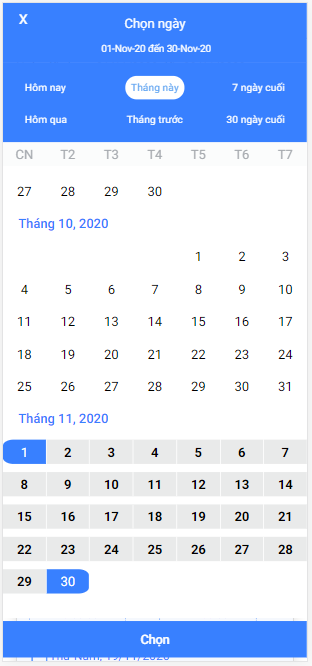 X
Chọn ngày
01-Nov-20 đến 30-Nov-20
Hôm nay Tháng này 7 ngày cuối
Hôm qua Tháng trước 30 ngày cuối
CN T2 T3 T4 T5 T6 T7
27 28 29 30
Tháng 10, 2020
1 2 3
4 5 6 7 8 9 10
11 12 13 14 15 16 17
18 19 20 21 22 23 24
25 26 27 28 29 30 31
Tháng 11, 2020
1 2 3 4 5 6 7
8 9 10 11 12 13 14
15 16 17 18 19 20 21
22 23 24 25 26 27 28
29 30
Chọn